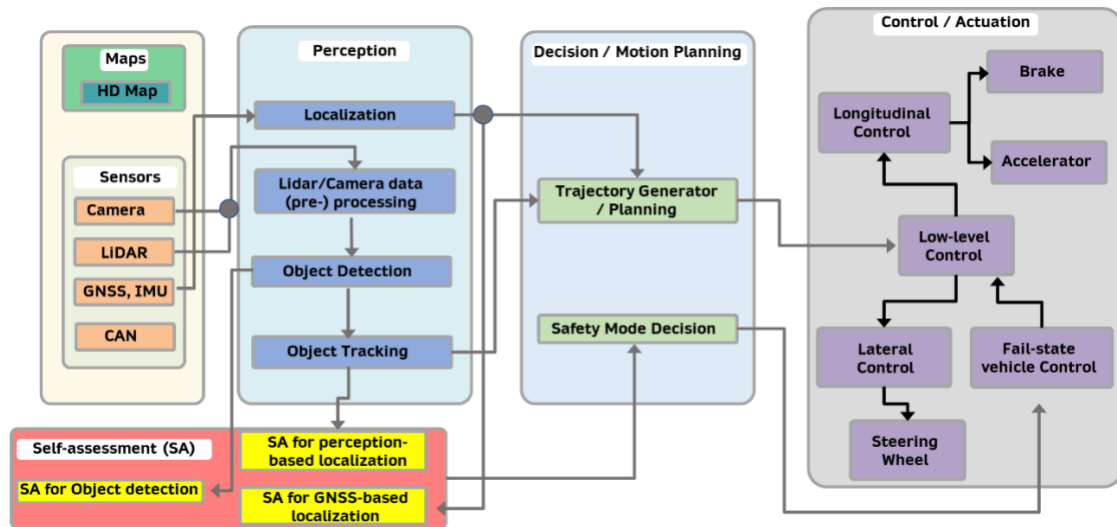 Maps
HD Map
Sensors
Camera
LiDAR
GNSS, IMU
CAN
Perception
Localization
Lidar/Camera data
(pre-) processing
Object Detection
Object Tracking
Decision / Motion Planning
Trajectory Generator
/ Planning
Safety Mode Decision
Control / Actuation
Brake
Longitudinal
Control
Accelerator
Low-level
Control
Lateral
Control
Fail-state
vehicle Control
Steering
Wheel
Self-assessment (SA)
SA for perception-
based localization
SA for Object detection
SA for GNSS-based
localization